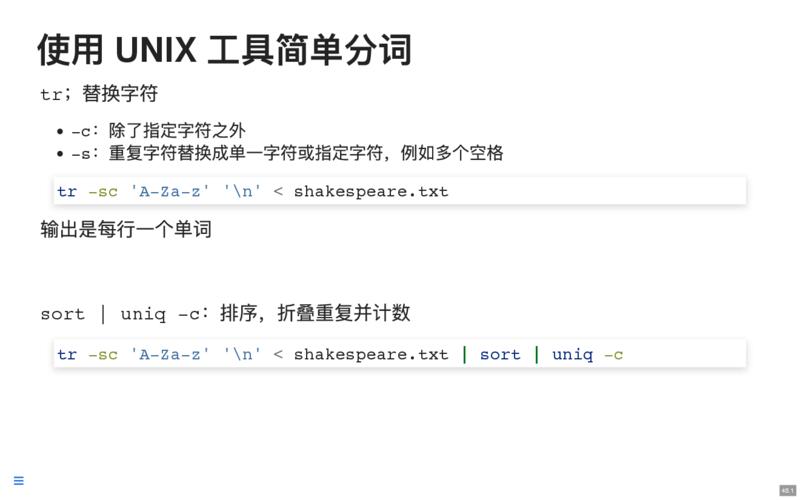 使用 UNIX 工具简单分词
tr；替换字符
-c：除了指定字符之外
-s：重复字符替换成单一字符或指定字符，例如多个空格
tr -sc 'A-Za-z' '\n' < shakespeare.txt
输出是每行一个单词
sort | uniq -c：排序，折叠重复并计数
tr -sc 'A-Za-z' '\n' < shakespeare.txt | sort | uniq -c
45.1